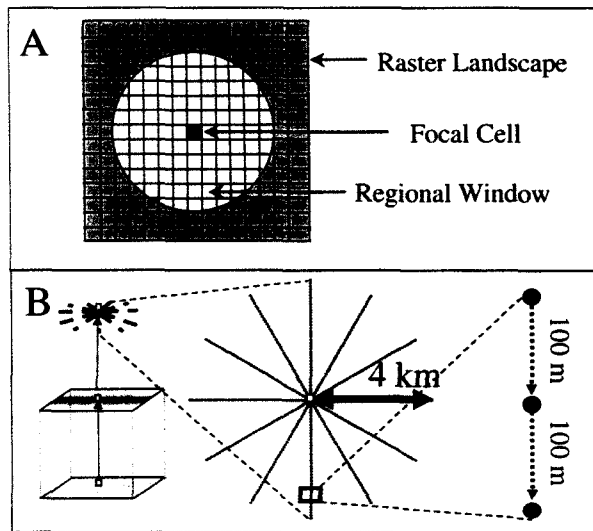 A
Raster Landscape
Focal Cell
Regional Window
B
4 km
100 m
100 m